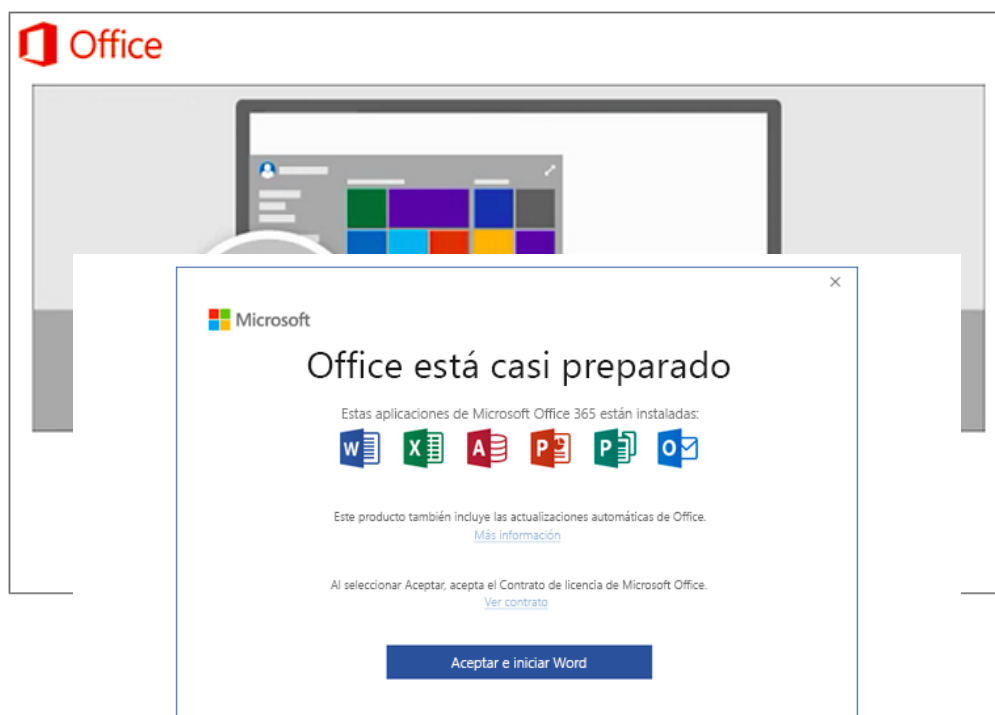 Office
Microsoft
Office está casi preparado
Estas aplicaciones de Microsoft Office 365 están instaladas:
W X A P P O
Este producto también incluye las actualizaciones automáticas de Office.
Más información
Al seleccionar Aceptar, acepta el Contrato de licencia de Microsoft Office.
Ver contrato
Aceptar e iniciar Word